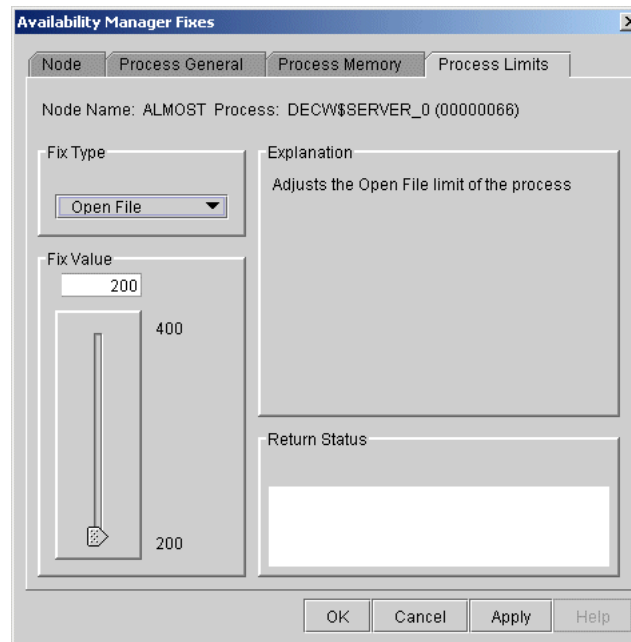 Availability Manager Fixes
Node
Process General
Process Memory
Process Limits
Node Name: ALMOST Process: DECW$SERVER_0 (00000066)
Fix Type
Open File
Explanation
Adjusts the Open File limit of the process
Fix Value
200
400
200
Return Status
OK
Cancel
Apply
Help